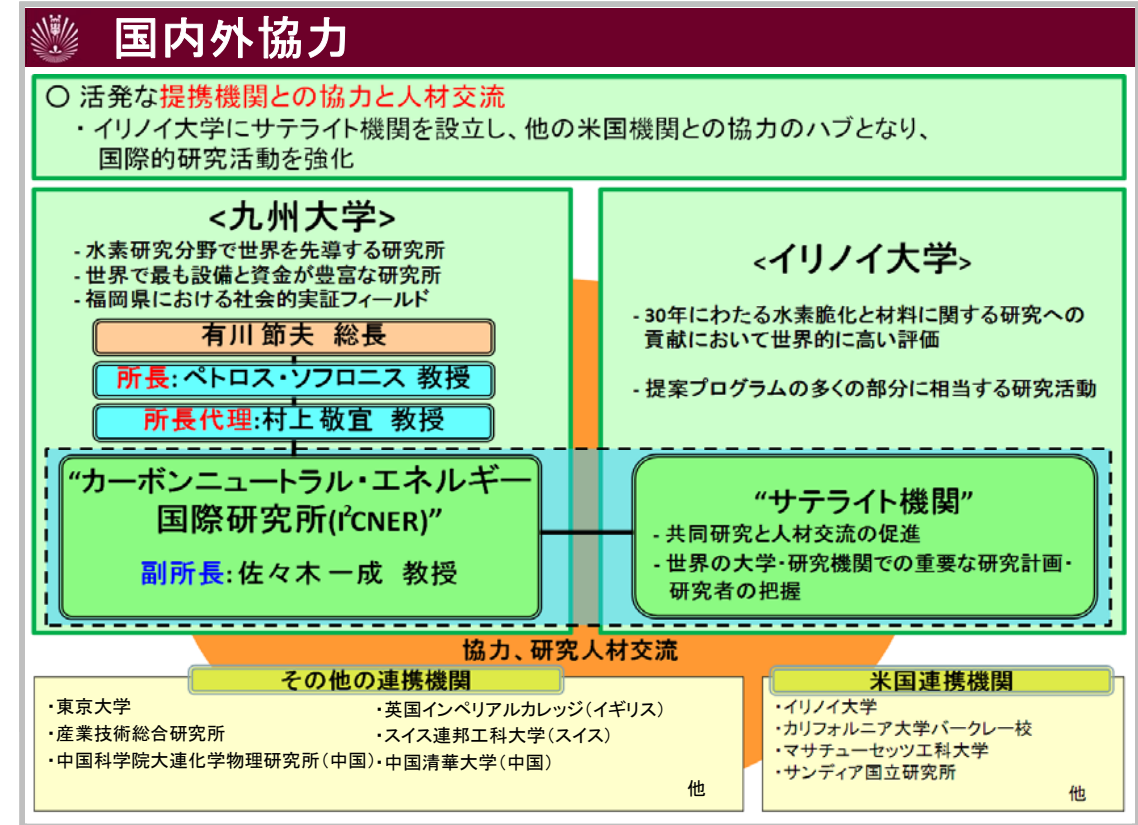 国内外協力
○ 活発な提携機関との協力と人材交流
・イリノイ大学にサテライト機関を設立し、他の米国機関との協力のハブとなり、
国際的研究活動を強化
<九州大学>
- 水素研究分野で世界を先導する研究所
- 世界で最も設備と資金が豊富な研究所
- 福岡県における社会的実証フィールド
有川 節夫 総長
所長:ペトロス・ソフロニス 教授
所長代理:村上 敬宜 教授
“カーボンニュートラル・エネルギー
国際研究所(I²CNER)”
副所長:佐々木 一成 教授
<イリノイ大学>
- 30年にわたる水素脆化と材料に関する研究への
貢献において世界的に高い評価
- 提案プログラムの多くの部分に相当する研究活動
“サテライト機関”
- 共同研究と人材交流の促進
- 世界の大学・研究機関での重要な研究計画・
研究者の把握
協力、研究人材交流
その他の連携機関
・東京大学
・産業技術総合研究所
・中国科学院大連化学物理研究所(中国)
・英国インペリアルカレッジ(イギリス)
・スイス連邦工科大学(スイス)
・中国清華大学(中国)
他
米国連携機関
・イリノイ大学
・カリフォルニア大学バークレー校
・マサチューセッツ工科大学
・サンディア国立研究所
他